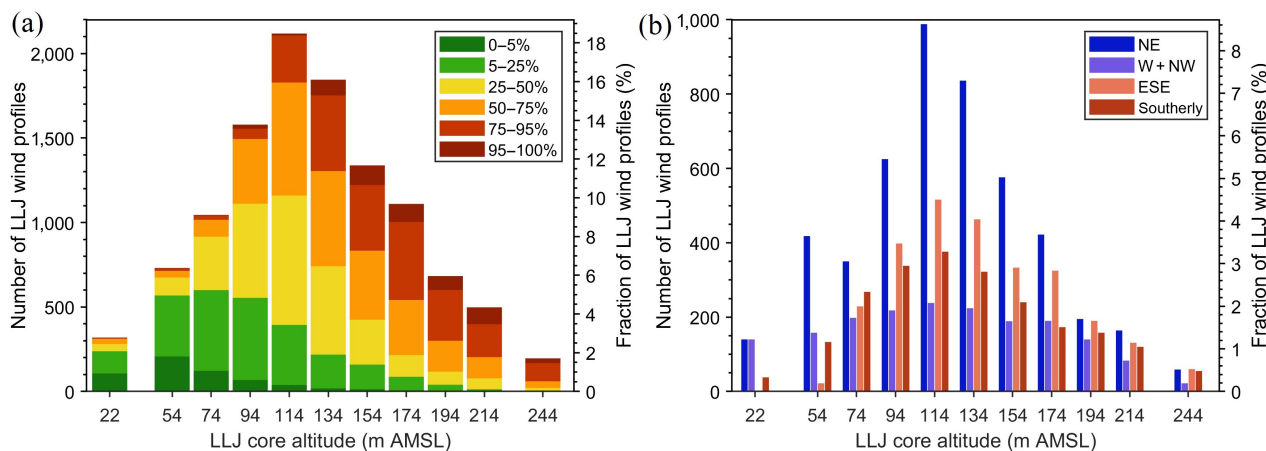 (a)
Number of LLJ wind profiles
2,000
1,500
1,000
500
0
0–5%
5–25%
25–50%
50–75%
75–95%
95–100%
18
16
14
12
10
8
6
4
2
0
Fraction of LLJ wind profiles (%)
22 54 74 94 114 134 154 174 194 214 244
LLJ core altitude (m AMSL)
(b)
Number of LLJ wind profiles
1,000
800
600
400
200
0
NE
W + NW
ESE
Southerly
8
7
6
5
4
3
2
1
0
Fraction of LLJ wind profiles (%)
22 54 74 94 114 134 154 174 194 214 244
LLJ core altitude (m AMSL)